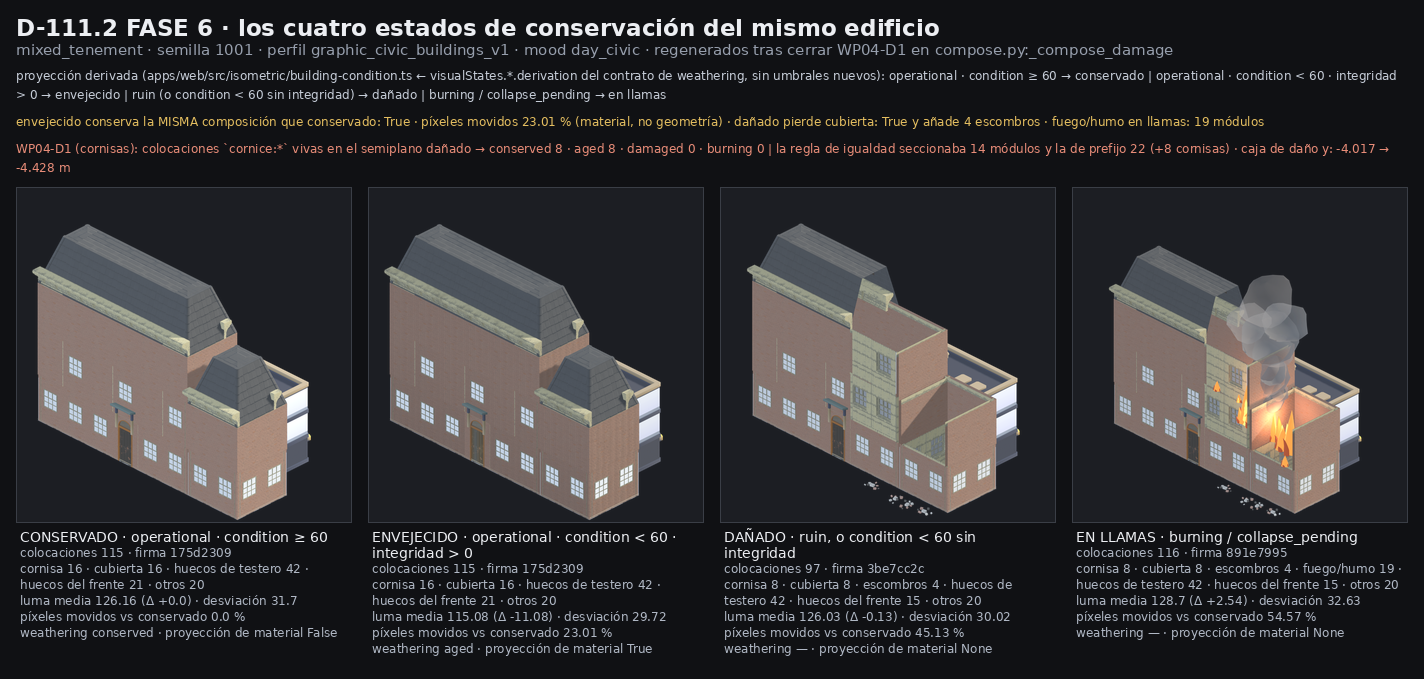 D-111.2 FASE 6 · los cuatro estados de conservación del mismo edificio
mixed_tenement · semilla 1001 · perfil graphic_civic_buildings_v1 · mood day_civic · regenerados tras cerrar WP04-D1 en compose.py:_compose_damage
proyección derivada (apps/web/src/isometric/building-condition.ts ← visualStates.*.derivation del contrato de weathering, sin umbrales nuevos): operational · condition ≥ 60 → conservado | operational · condition < 60 · integridad
> 0 → envejecido | ruin (o condition < 60 sin integridad) → dañado | burning / collapse_pending → en llamas
envejecido conserva la MISMA composición que conservado: True · píxeles movidos 23.01 % (material, no geometría) · dañado pierde cubierta: True y añade 4 escombros · fuego/humo en llamas: 19 módulos
WP04-D1 (cornisas): colocaciones `cornice:*` vivas en el semiplano dañado → conserved 8 · aged 8 · damaged 0 · burning 0 | la regla de igualdad seccionaba 14 módulos y la de prefijo 22 (+8 cornisas) · caja de daño y: -4.017 →
-4.428 m
CONSERVADO · operational · condition ≥ 60
colocaciones 115 · firma 175d2309
cornisa 16 · cubierta 16 · huecos de testero 42 ·
huecos del frente 21 · otros 20
luma media 126.16 (Δ +0.0) · desviación 31.7
píxeles movidos vs conservado 0.0 %
weathering conserved · proyección de material False
ENVEJECIDO · operational · condition < 60 ·
integridad > 0
colocaciones 115 · firma 175d2309
cornisa 16 · cubierta 16 · huecos de testero 42 ·
huecos del frente 21 · otros 20
luma media 115.08 (Δ -11.08) · desviación 29.72
píxeles movidos vs conservado 23.01 %
weathering aged · proyección de material True
DAÑADO · ruin, o condition < 60 sin
integridad
colocaciones 97 · firma 3be7cc2c
cornisa 8 · cubierta 8 · escombros 4 · huecos de
testero 42 · huecos del frente 15 · otros 20
luma media 126.03 (Δ -0.13) · desviación 30.02
píxeles movidos vs conservado 45.13 %
weathering — · proyección de material None
EN LLAMAS · burning / collapse_pending
colocaciones 116 · firma 891e7995
cornisa 8 · cubierta 8 · escombros 4 · fuego/humo 19 ·
huecos de testero 42 · huecos del frente 15 · otros 20
luma media 128.7 (Δ +2.54) · desviación 32.63
píxeles movidos vs conservado 54.57 %
weathering — · proyección de material None